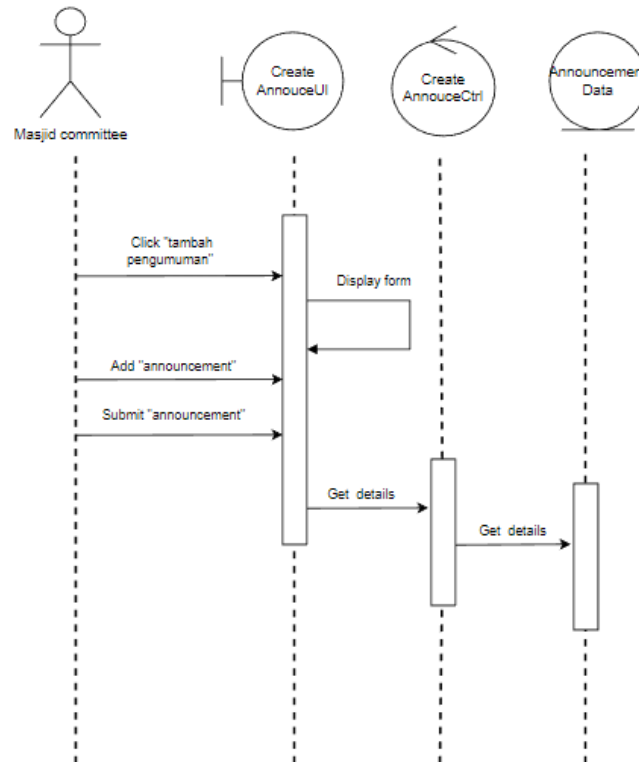 Create
AnnouceUI
Create
AnnouceCtrl
Announcement
Data
Masjid committee
Click "tambah
pengumuman"
Display form
Add "announcement"
Submit "announcement"
Get details
Get details